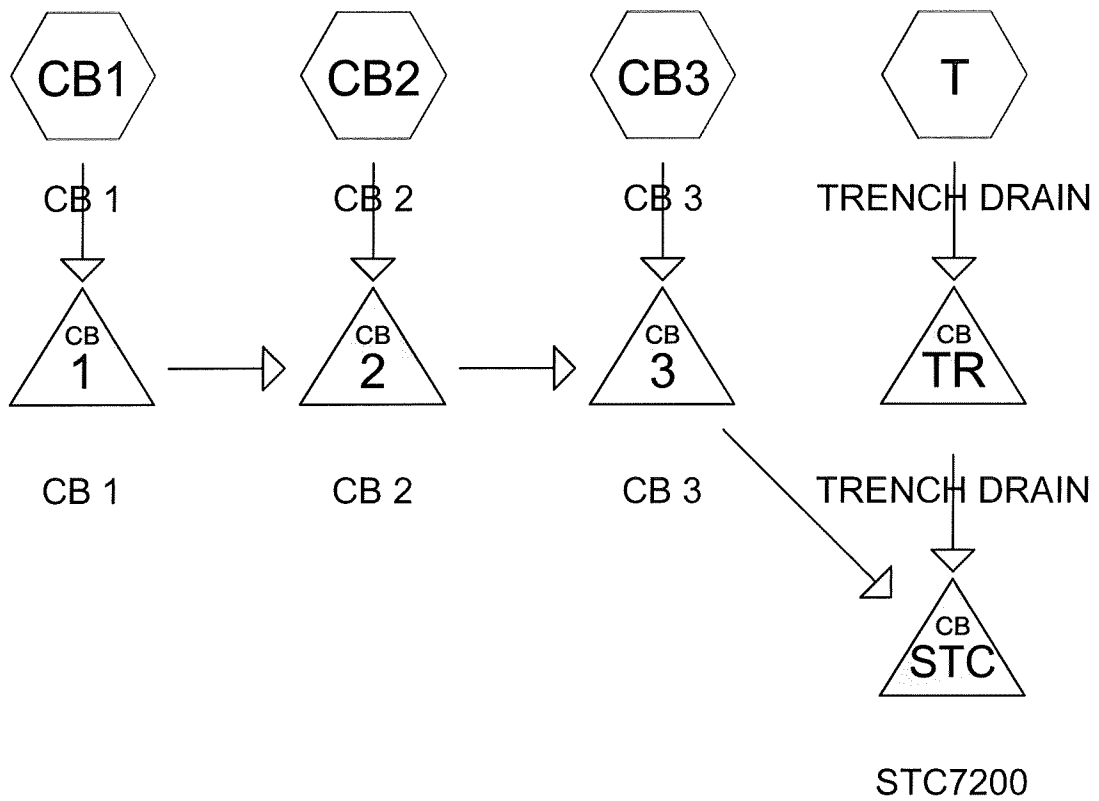 CB1
CB2
CB3
T
CB 1
CB 2
CB 3
TRENCH DRAIN
CB
1
CB
2
CB
3
CB
TR
CB 1
CB 2
CB 3
TRENCH DRAIN
CB
STC
STC7200